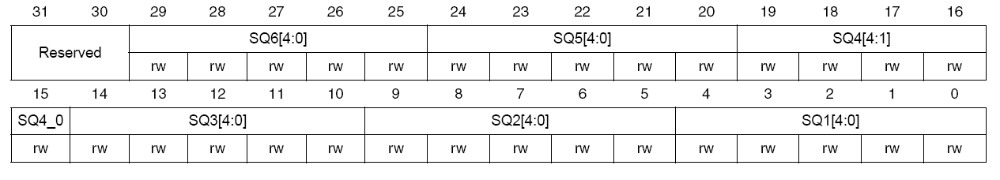 31 30 29 28 27 26 25 24 23 22 21 20 19 18 17 16
Reserved SQ6[4:0] SQ5[4:0] SQ4[4:1]
rw rw rw rw rw rw rw rw rw rw rw rw rw rw
15 14 13 12 11 10 9 8 7 6 5 4 3 2 1 0
SQ4_0 SQ3[4:0] SQ2[4:0] SQ1[4:0]
rw rw rw rw rw rw rw rw rw rw rw rw rw rw rw rw